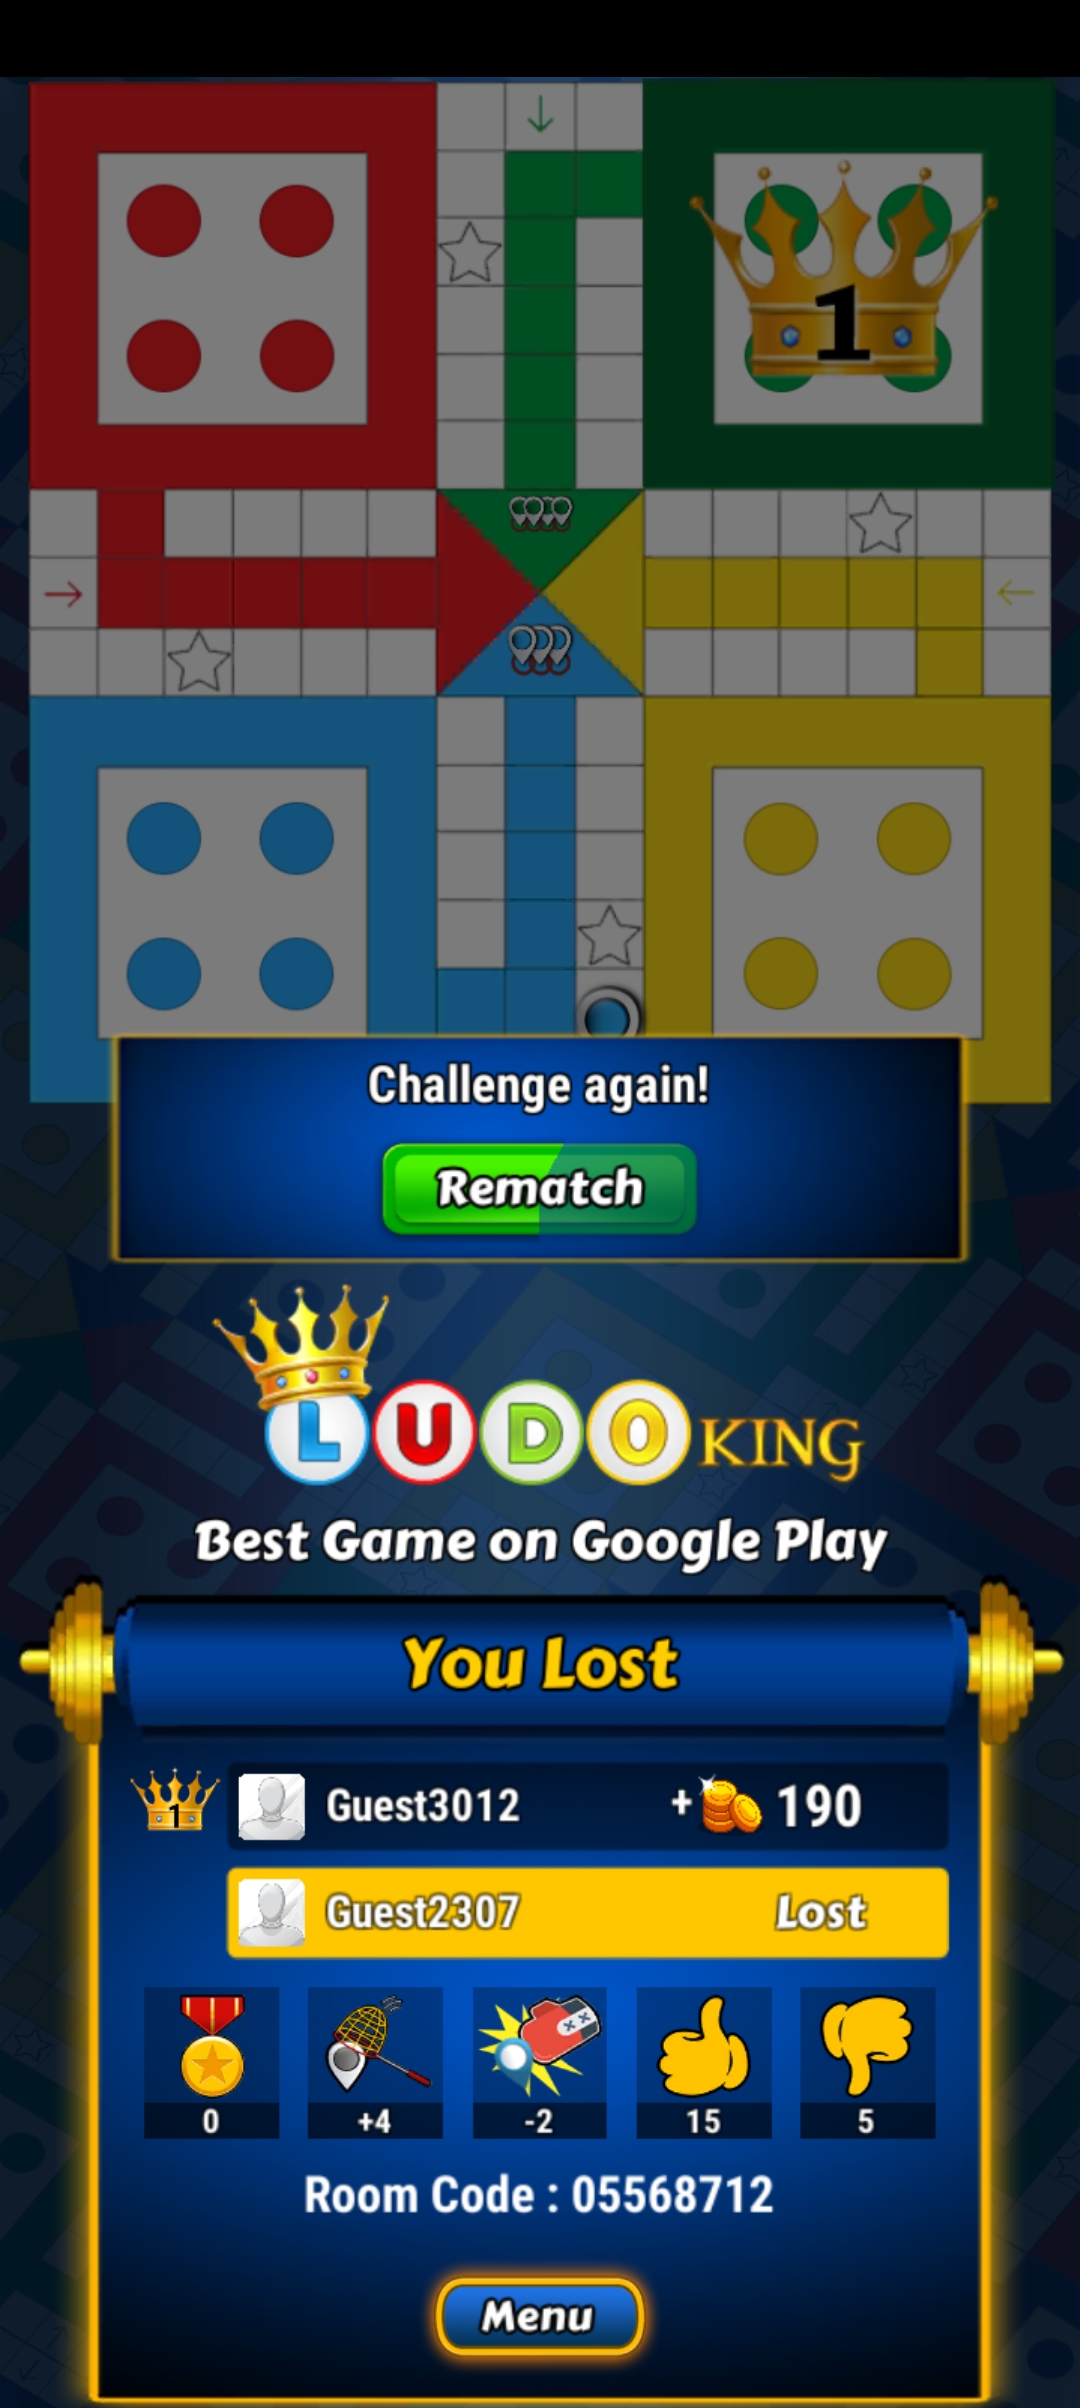 1
Challenge again!
Rematch
LUDO KING
Best Game on Google Play
You Lost
1 Guest3012 + 190
Guest2307 Lost
0 +4 -2 15 5
Room Code : 05568712
Menu